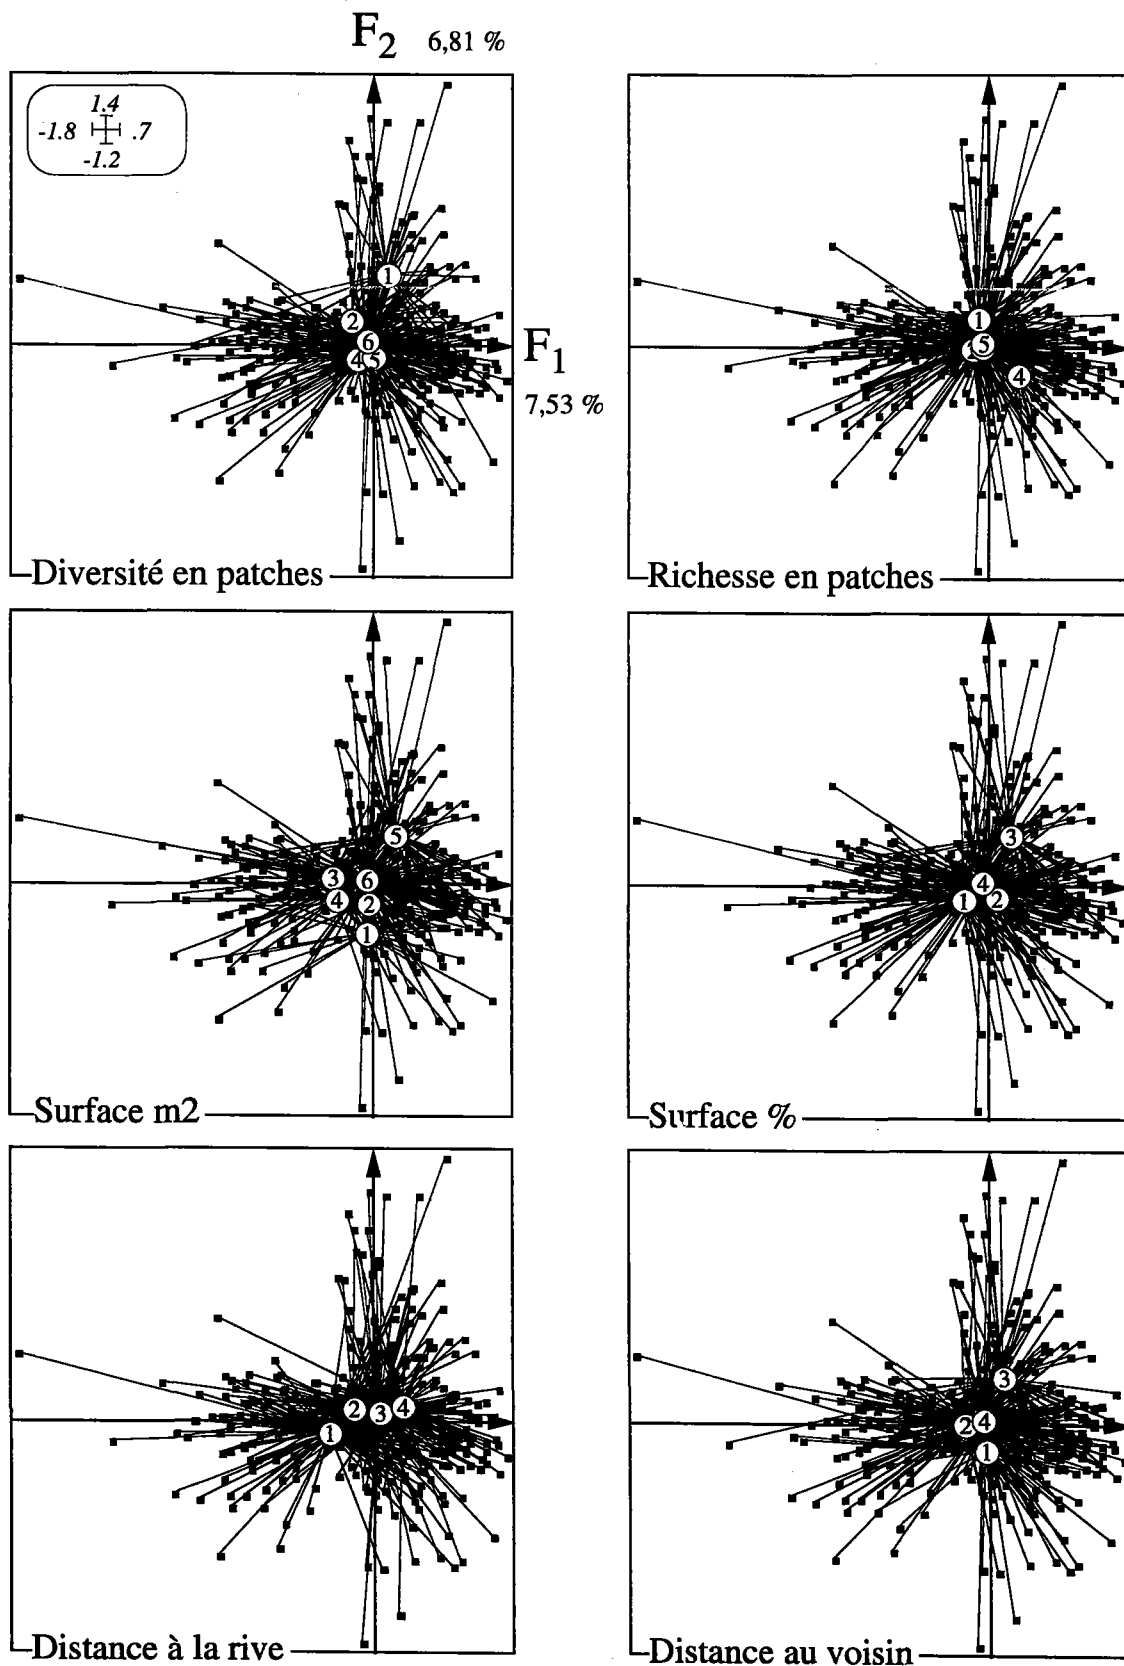 F2 6,81 %
1.4
-1.8 .7
-1.2
1
2
6
4 5
F1
7,53 %
Diversité en patches
1
5
4
Richesse en patches
5
3 6
4 2
1
Surface m2
3
4
1 2
Surface %
2 3 4
1
Distance à la rive
3
2 4
1
Distance au voisin